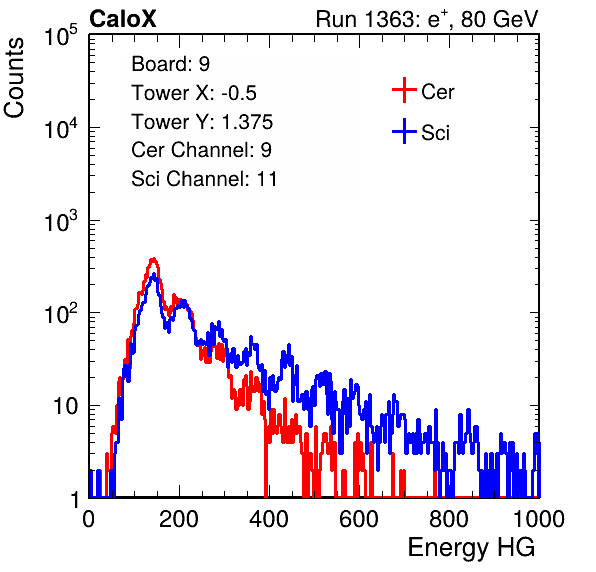 CaloX Run 1363: e⁺, 80 GeV
Counts
10⁵
10⁴
10³
10²
10
1
Board: 9
Tower X: -0.5
Tower Y: 1.375
Cer Channel: 9
Sci Channel: 11
Cer
Sci
0 200 400 600 800 1000
Energy HG